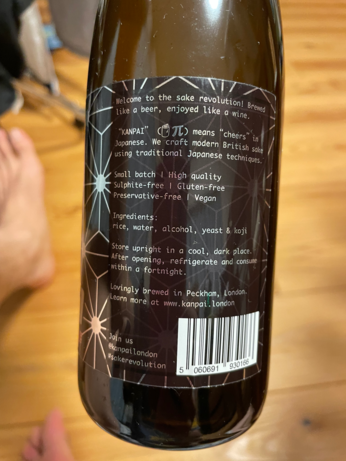 Welcome to the sake revolution! Brewed
like a beer, enjoyed like a wine.
"KANPAI" means "cheers" in
Japanese. We craft modern British sake
using traditional Japanese techniques.
Small batch | High quality
Sulphite-free | Gluten-free
Preservative-free | Vegan
Ingredients:
rice, water, alcohol, yeast & koji
Store upright in a cool, dark place.
After opening, refrigerate and consume
within a fortnight.
Lovingly brewed in Peckham, London.
Learn more at www.kanpai.london
Join us
@kanpailondon
#sakerevolution
5 060691 930166